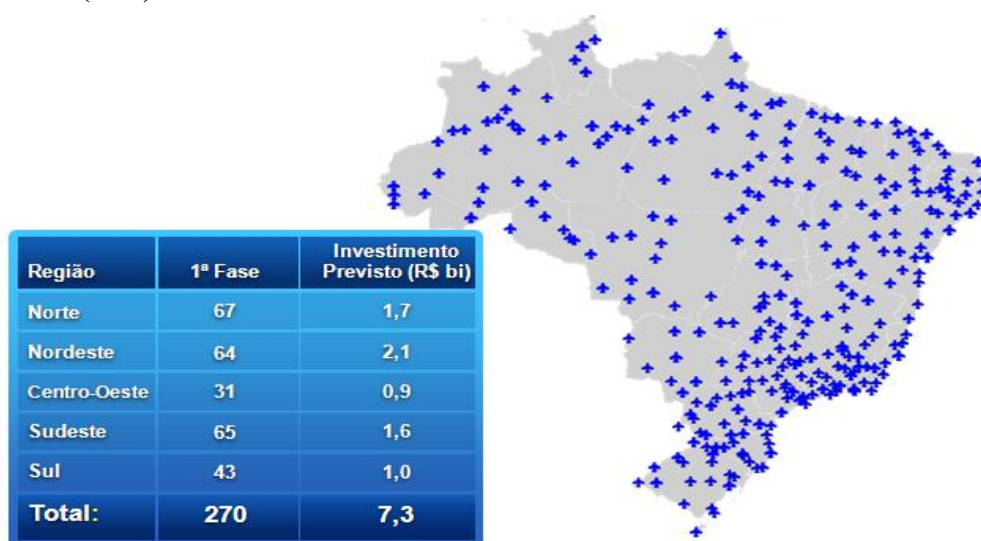 Região 1ª Fase Investimento Previsto (R$ bi)
Norte 67 1,7
Nordeste 64 2,1
Centro-Oeste 31 0,9
Sudeste 65 1,6
Sul 43 1,0
Total: 270 7,3